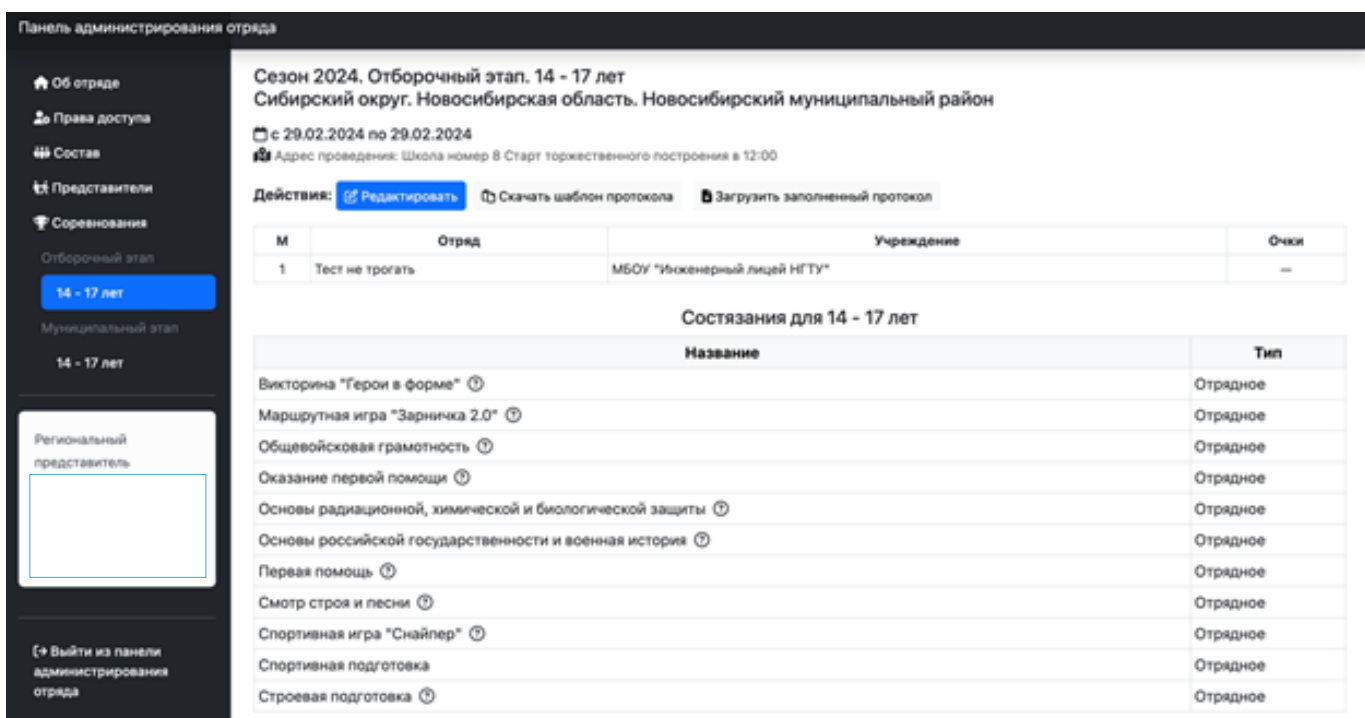 Панель администрирования отряда
Об отряде
Права доступа
Состав
Представители
Соревнования
Отборочный этап
14 - 17 лет
Муниципальный этап
14 - 17 лет
Региональный
представитель
Выйти из панели
администрирования
отряда
Сезон 2024. Отборочный этап. 14 - 17 лет
Сибирский округ. Новосибирская область. Новосибирский муниципальный район
с 29.02.2024 по 29.02.2024
Адрес проведения: Школа номер 8 Старт торжественного построения в 12:00
Действия: Редактировать Скачать шаблон протокола Загрузить заполненный протокол
М Отряд Учреждение Очки
1 Тест не трогать МБОУ "Инженерный лицей НГТУ" —
Состязания для 14 - 17 лет
Название Тип
Викторина "Герои в форме" Отрядное
Маршрутная игра "Зарничка 2.0" Отрядное
Общевойсковая грамотность Отрядное
Оказание первой помощи Отрядное
Основы радиационной, химической и биологической защиты Отрядное
Основы российской государственности и военная история Отрядное
Первая помощь Отрядное
Смотр строя и песни Отрядное
Спортивная игра "Снайпер" Отрядное
Спортивная подготовка Отрядное
Строевая подготовка Отрядное